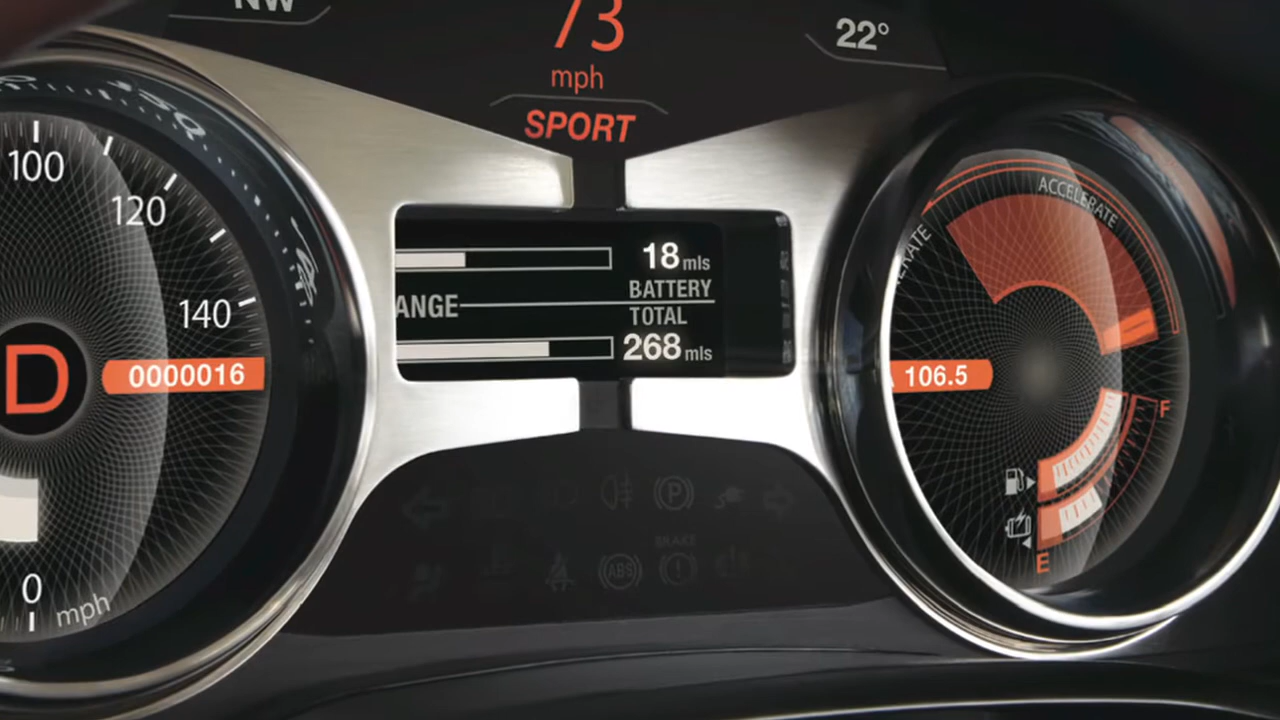 NW
73
mph
22°
SPORT
100
120
140
D
0000016
0
mph
18 mls
BATTERY
ANGE
TOTAL
268 mls
ACCELERATE
ERATE
106.5
F
E
P
BRAKE
ABS
!